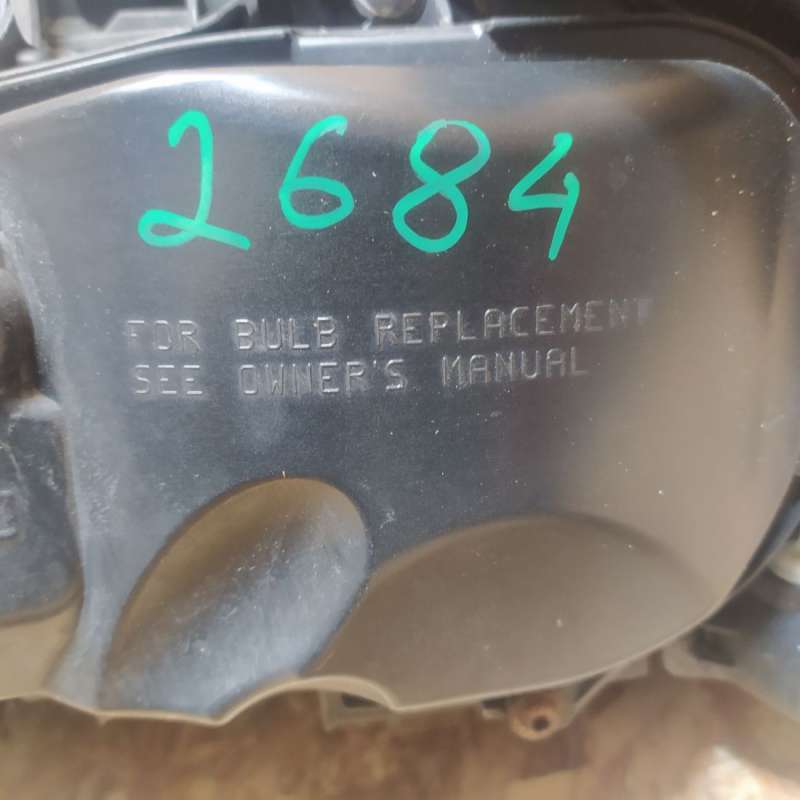 2684
FOR BULB REPLACEMENT
SEE OWNER'S MANUAL